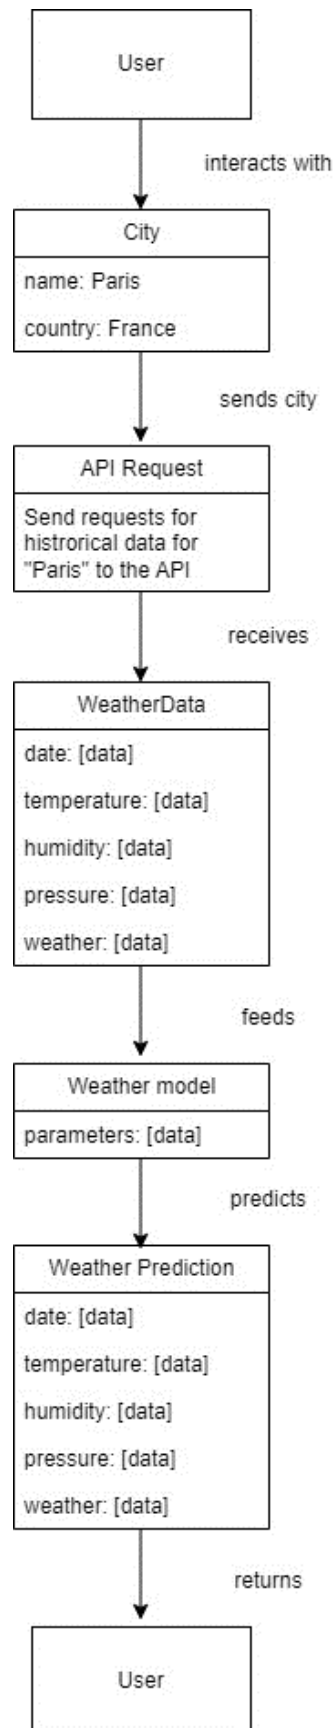 User
interacts with
City
name: Paris
country: France
sends city
API Request
Send requests for
histrorical data for
"Paris" to the API
receives
WeatherData
date: [data]
temperature: [data]
humidity: [data]
pressure: [data]
weather: [data]
feeds
Weather model
parameters: [data]
predicts
Weather Prediction
date: [data]
temperature: [data]
humidity: [data]
pressure: [data]
weather: [data]
returns
User